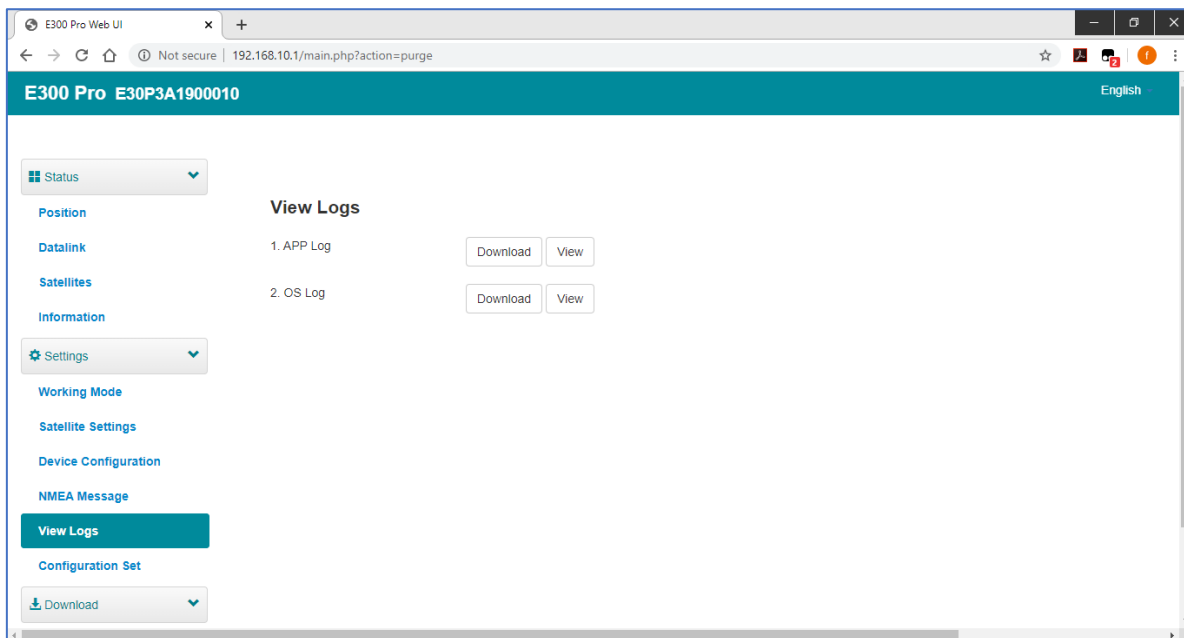 E300 Pro Web UI
Not secure | 192.168.10.1/main.php?action=purge
2
f
E300 Pro E30P3A1900010
English
Status
Position
Datalink
Satellites
Information
Settings
Working Mode
Satellite Settings
Device Configuration
NMEA Message
View Logs
Configuration Set
Download
View Logs
1. APP Log
Download
View
2. OS Log
Download
View